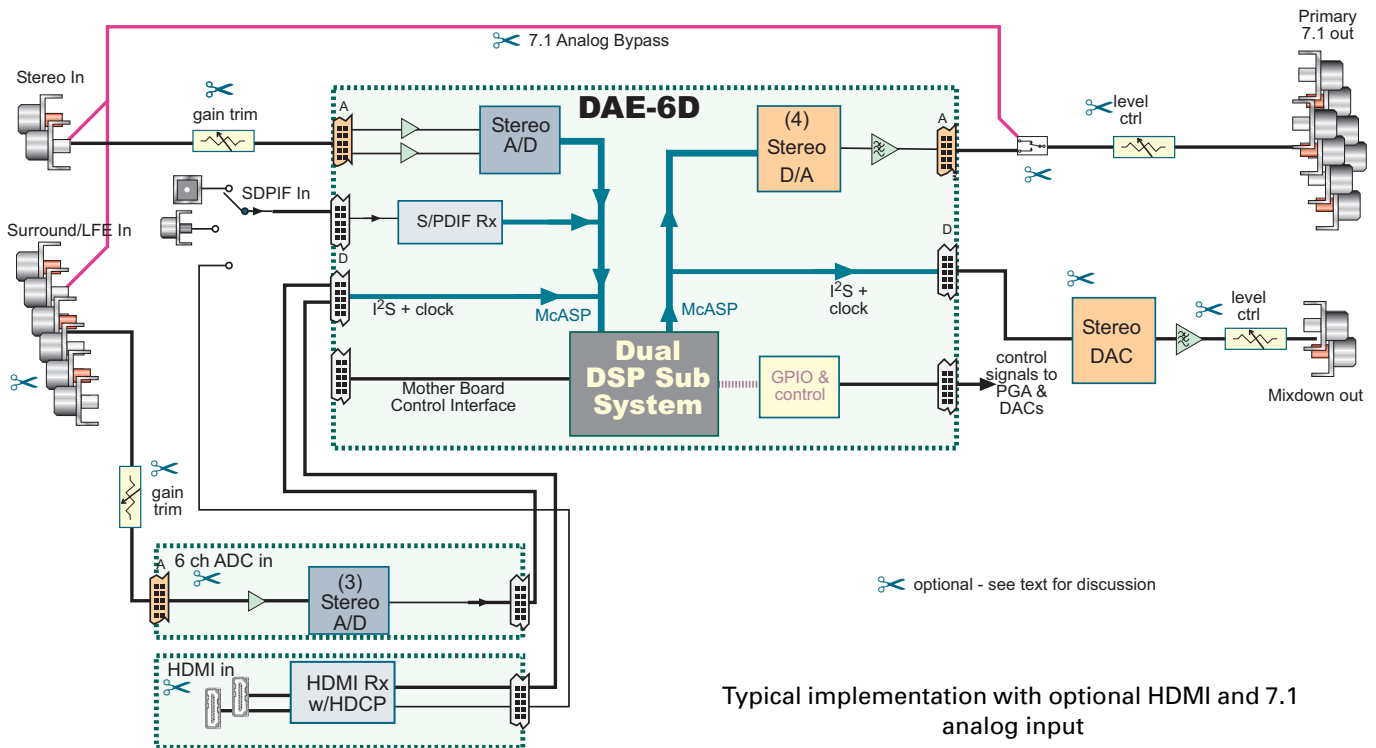 Primary
7.1 out
7.1 Analog Bypass
Stereo In
gain trim
DAE-6D
A
Stereo
A/D
(4)
Stereo
D/A
A
level
ctrl
SDPIF In
S/PDIF Rx
Surround/LFE In
D
D
I²S + clock
McASP
McASP
I²S +
clock
Stereo
DAC
level
ctrl
Mother Board
Control Interface
Dual
DSP Sub
System
GPIO &
control
control
signals to
PGA &
DACs
Mixdown out
gain
trim
6 ch ADC in
A
(3)
Stereo
A/D
optional - see text for discussion
HDMI in
HDMI Rx
w/HDCP
Typical implementation with optional HDMI and 7.1
analog input